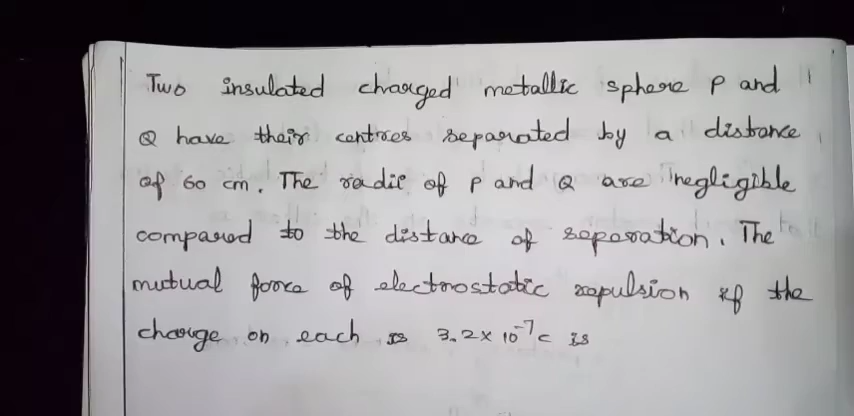 Two insulated charged metallic sphere P and
Q have their centres separated by a distance
of 60 cm. The radii of P and Q are negligible
compared to the distance of separation. The
mutual force of electrostatic repulsion if the
charge on each is 3.2 x 10⁻⁷ C is